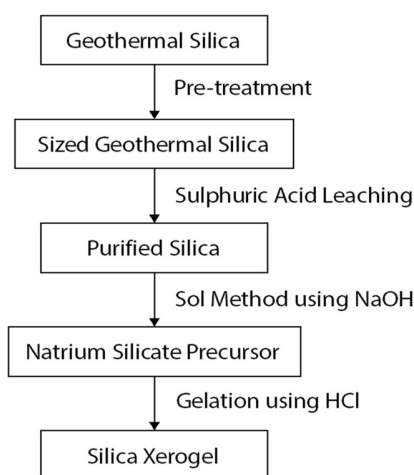 Geothermal Silica
Pre-treatment
Sized Geothermal Silica
Sulphuric Acid Leaching
Purified Silica
Sol Method using NaOH
Natrium Silicate Precursor
Gelation using HCl
Silica Xerogel